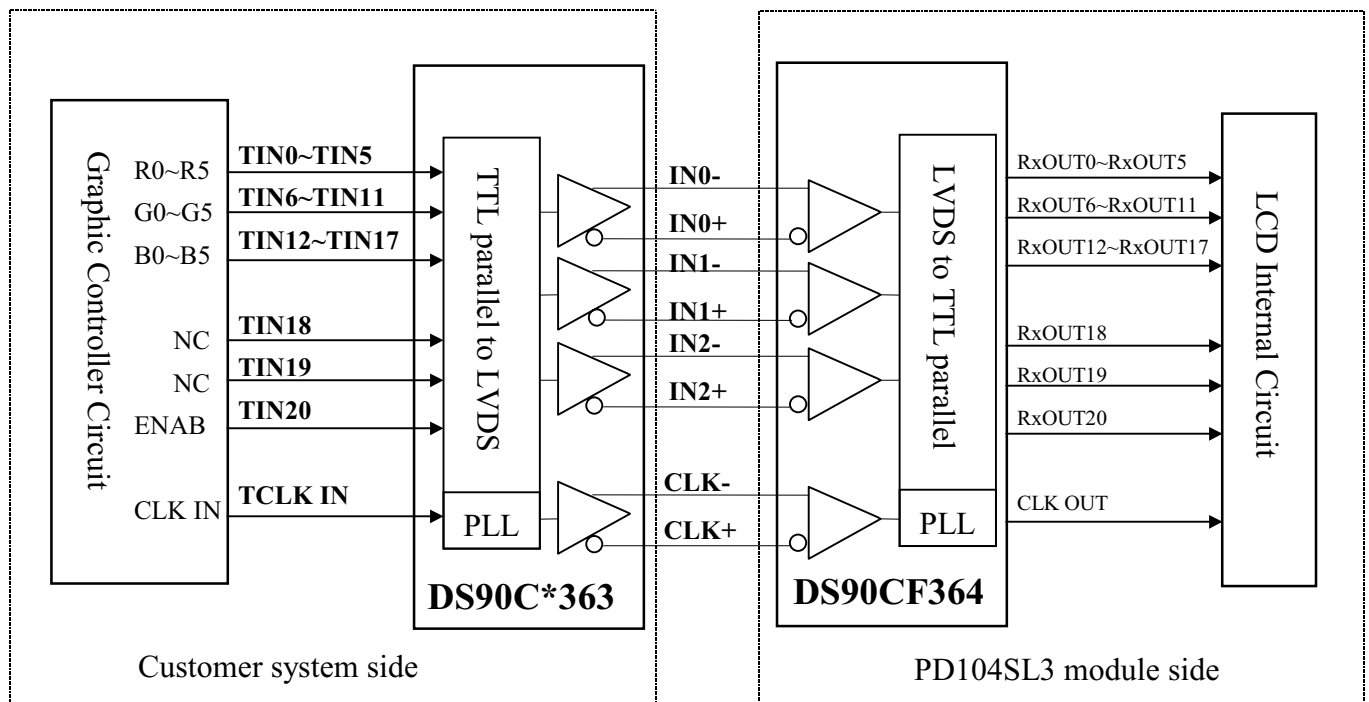 Graphic Controller Circuit
R0~R5
G0~G5
B0~B5
NC
NC
ENAB
CLK IN
TIN0~TIN5
TIN6~TIN11
TIN12~TIN17
TIN18
TIN19
TIN20
TCLK IN
TTL parallel to LVDS
PLL
DS90C*363
IN0-
IN0+
IN1-
IN1+
IN2-
IN2+
CLK-
CLK+
LVDS to TTL parallel
PLL
DS90CF364
RxOUT0~RxOUT5
RxOUT6~RxOUT11
RxOUT12~RxOUT17
RxOUT18
RxOUT19
RxOUT20
CLK OUT
LCD Internal Circuit
Customer system side
PD104SL3 module side